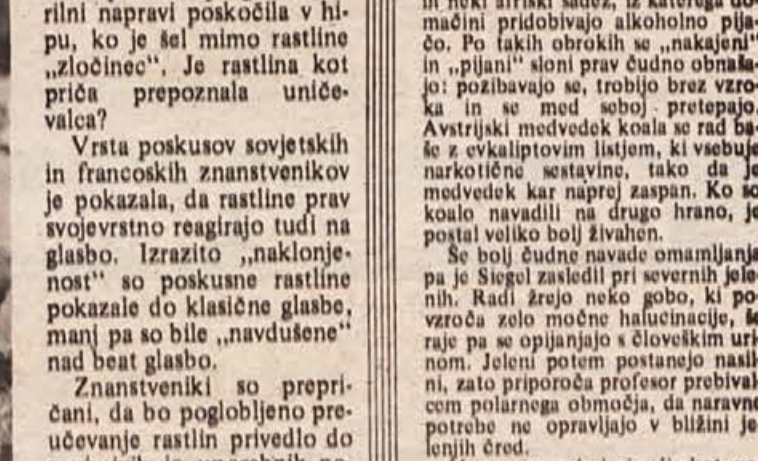 rilni napravi poskočila v hi-
pu, ko je šel mimo rastline
„zločinec“. Je rastlina kot
priča prepoznala uniče-
valca?
Vrsta poskusov sovjetskih
in francoskih znanstvenikov
je pokazala, da rastline prav
svojevrstno reagirajo tudi na
glasbo. Izrazito „naklonje-
nost“ so poskusne rastline
pokazale do klasične glasbe,
manj pa so bile „navdušene“
nad beat glasbo.
Znanstveniki so prepri-
čani, da bo poglobljeno pre-
učevanje rastlin privedlo do
in neki afriški sadež, iz katerega do-
mačini pridobivajo alkoholno pija-
čo. Po takih obrokih se „nakajeni“
in „pijani“ sloni prav čudno obnaša-
jo: pozibavajo se, trobijo brez vzro-
ka in se med seboj pretepajo.
Avstrijski medvedek koala se rad ba-
še z evkaliptovim listjem, ki vsebuje
narkotične sestavine, tako da je
medvedek kar naprej zaspan. Ko so
koalo navadili na drugo hrano, je
postal veliko bolj živahen.
Še bolj čudne navade omamljanja
pa je Siegel zasledil pri severnih jele-
nih. Radi žrejo neko gobo, ki po-
vzroča zelo močne halucinacije, še
raje pa se opijanjajo s človeškim uri-
nom. Jeleni potem postanejo nasil-
ni, zato priporoča profesor prebival-
cem polarnega območja, da naravne
potrebe ne opravljajo v bližini je-
lenjih čred.